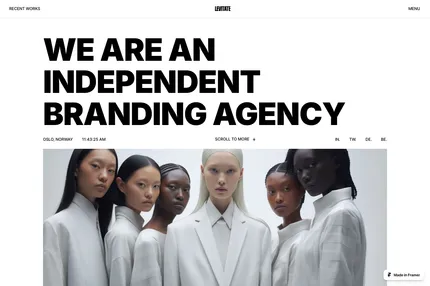 RECENT WORKS
LEVITATE
MENU
WE ARE AN
INDEPENDENT
BRANDING AGENCY
OSLO, NORWAY
11:43:25 AM
SCROLL TO MORE
IN.
TW.
DE.
BE.
Made in Framer